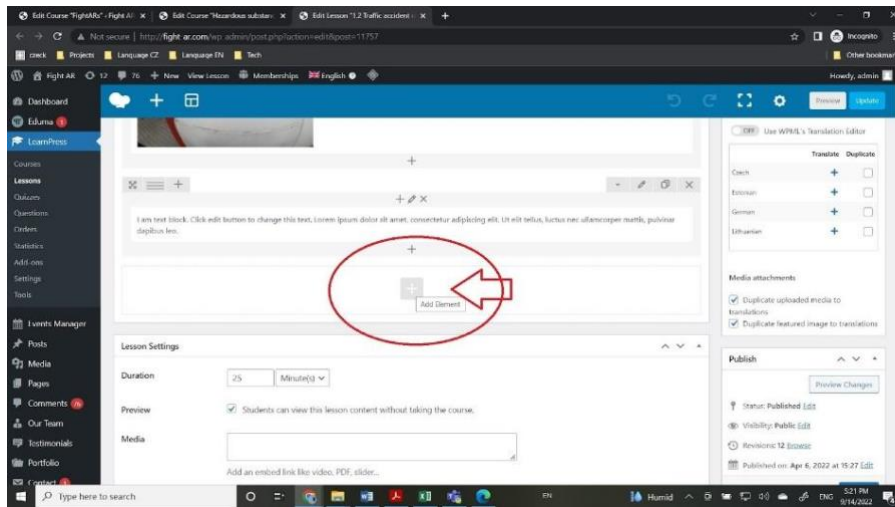 Edit Course "FightARs" - Fight AR
Edit Course "Hazardous substanc
Edit Lesson "1.2 Traffic accident
Not secure | http://fight ar.com/wp admin/post.php?action=edit&post=11757
Incognito
Projects
Language CZ
Language EN
Tech
Other bookmar
Fight AR
12
76
New
View Lesson
Memberships
English
Howdy, admin
Dashboard
Eduma 1
LearnPress
Courses
Lessons
Quizzes
Questions
Orders
Statistics
Add-ons
Settings
Tools
Events Manager
Posts
Media
Pages
Comments 76
Our Team
Testimonials
Portfolio
Contact
Preview
Update
I am text block. Click edit button to change this text. Lorem ipsum dolor sit amet, consectetur adipiscing elit. Ut elit tellus, luctus nec ullamcorper mattis, pulvinar
dapibus leo.
Add Element
Lesson Settings
Duration
25
Minute(s)
Preview
Students can view this lesson content without taking the course.
Media
Add an embed link like video, PDF, slider...
OFF
Use WPML's Translation Editor
Translate
Duplicate
Czech
Estonian
German
Lithuanian
Media attachments
Duplicate uploaded media to
translations
Duplicate featured image to translations
Publish
Preview Changes
Status: Published Edit
Visibility: Public Edit
Revisions: 12 Browse
Published on: Apr 6, 2022 at 15:27 Edit
Type here to search
EN
Humid
ENG
5:21 PM
9/14/2022